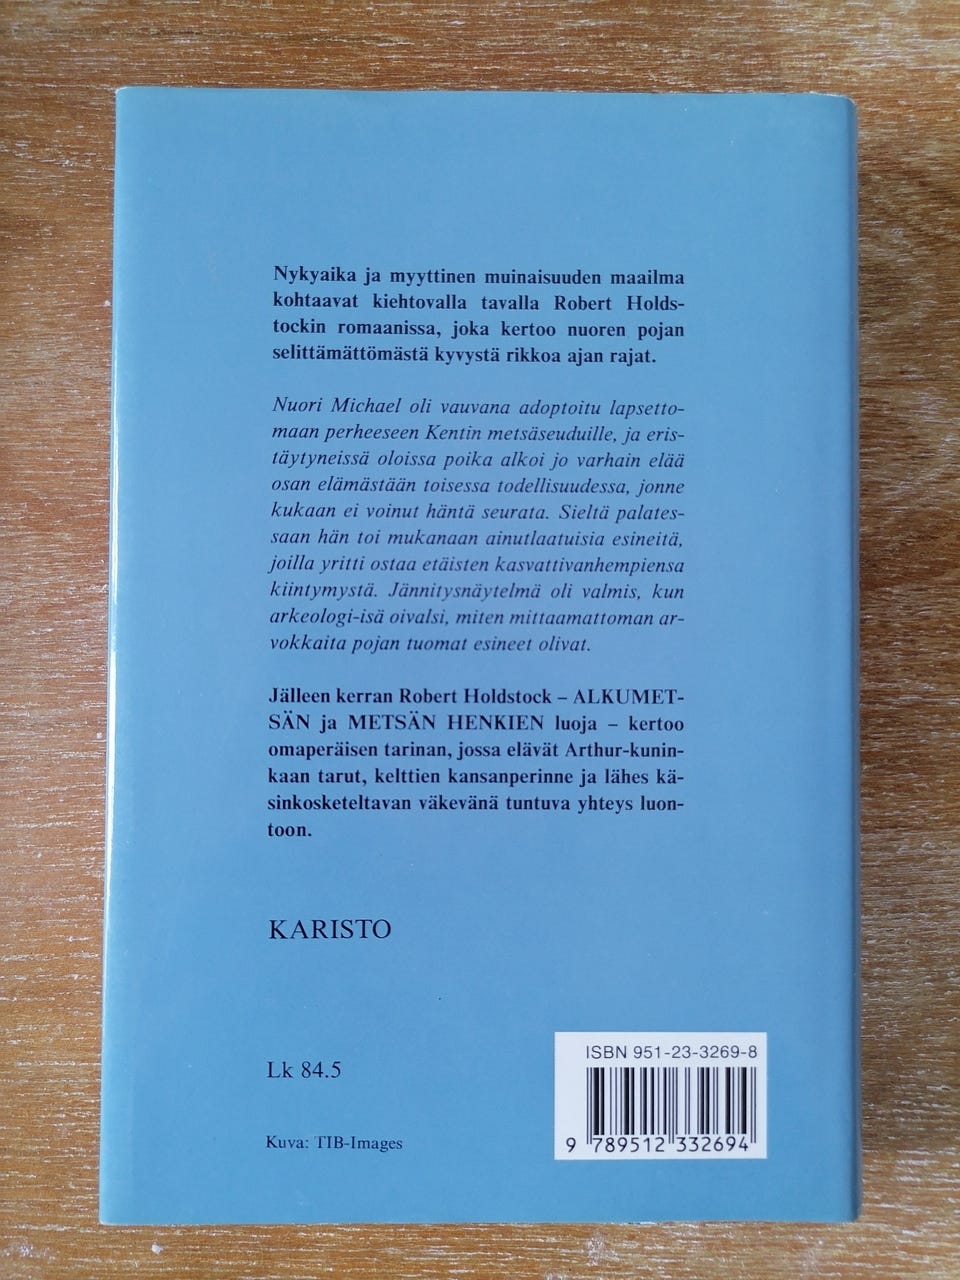 Nykyaika ja myyttinen muinaisuuden maailma
kohtaavat kiehtovalla tavalla Robert Holds-
tockin romaanissa, joka kertoo nuoren pojan
selittämättömästä kyvystä rikkoa ajan rajat.
Nuori Michael oli vauvana adoptoitu lapsetto-
maan perheeseen Kentin metsäseuduille, ja eris-
täytyneissä oloissa poika alkoi jo varhain elää
osan elämästään toisessa todellisuudessa, jonne
kukaan ei voinut häntä seurata. Sieltä palates-
saan hän toi mukanaan ainutlaatuisia esineitä,
joilla yritti ostaa etäisten kasvattivanhempiensa
kiintymystä. Jännitysnäytelmä oli valmis, kun
arkeologi-isä oivalsi, miten mittaamattoman ar-
vokkaita pojan tuomat esineet olivat.
Jälleen kerran Robert Holdstock – ALKUMET-
SÄN ja METSÄN HENKIEN luoja – kertoo
omaperäisen tarinan, jossa elävät Arthur-kunin-
kaan tarut, kelttien kansanperinne ja lähes kä-
sinkosketeltavan väkevänä tuntuva yhteys luon-
toon.
KARISTO
Lk 84.5
Kuva: TIB-Images
ISBN 951-23-3269-8
9 789512 332694